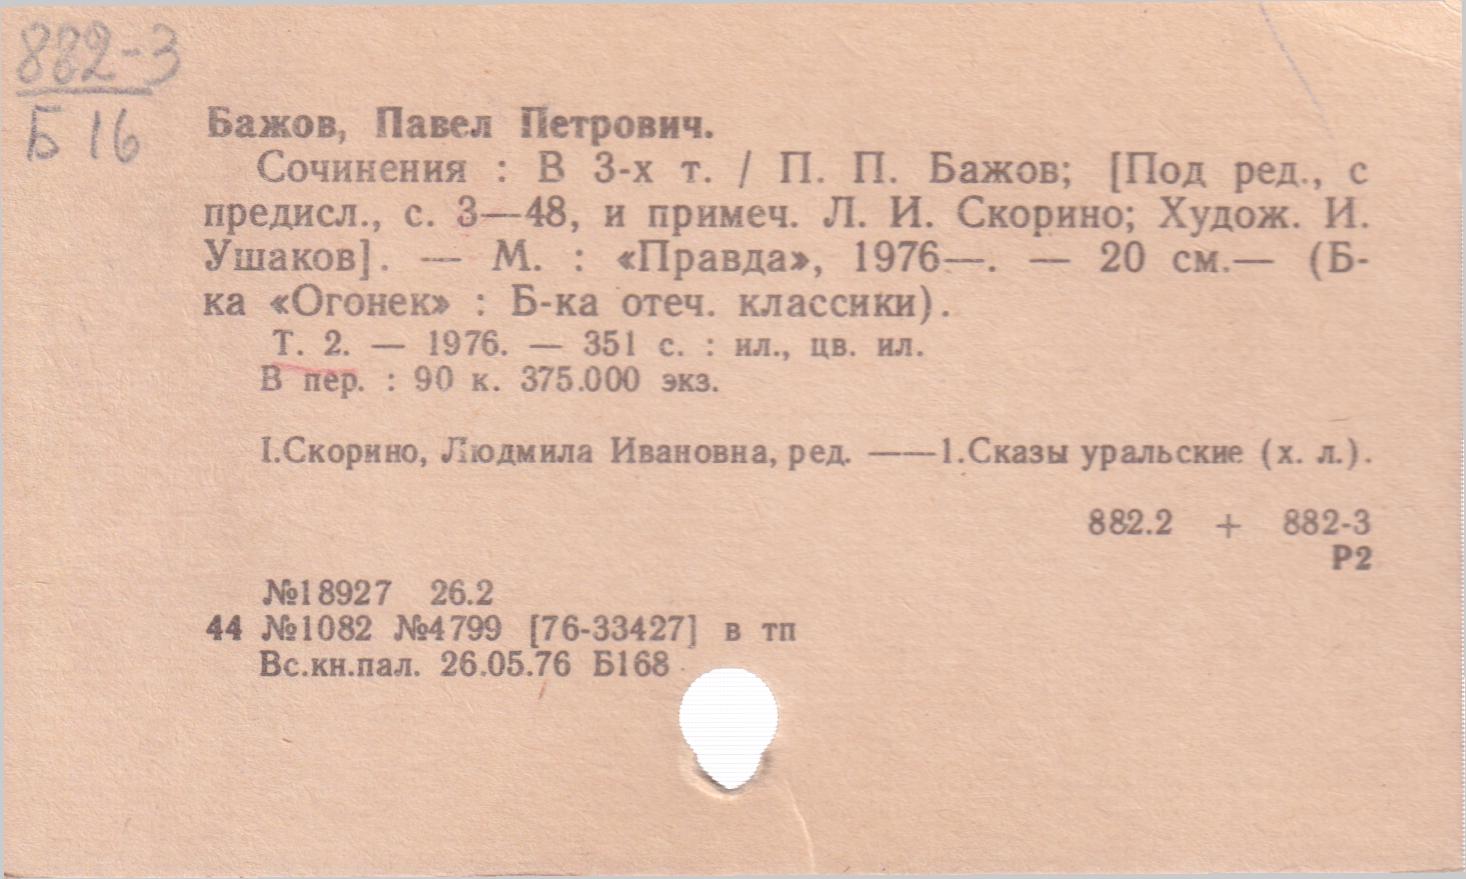 882-3
Б 16
Бажов, Павел Петрович.
Сочинения : В 3-х т. / П. П. Бажов; [Под ред., с
предисл., с. 3—48, и примеч. Л. И. Скорино; Худож. И.
Ушаков]. — М. : «Правда», 1976—. — 20 см.— (Б-
ка «Огонек» : Б-ка отеч. классики).
Т. 2. — 1976. — 351 с. : ил., цв. ил.
В пер. : 90 к. 375.000 экз.
I.Скорино, Людмила Ивановна, ред. ——1.Сказы уральские (х. л.).
882.2 + 882-3
Р2
№18927 26.2
44 №1082 №4799 [76-33427] в тп
Вс.кн.пал. 26.05.76 Б168